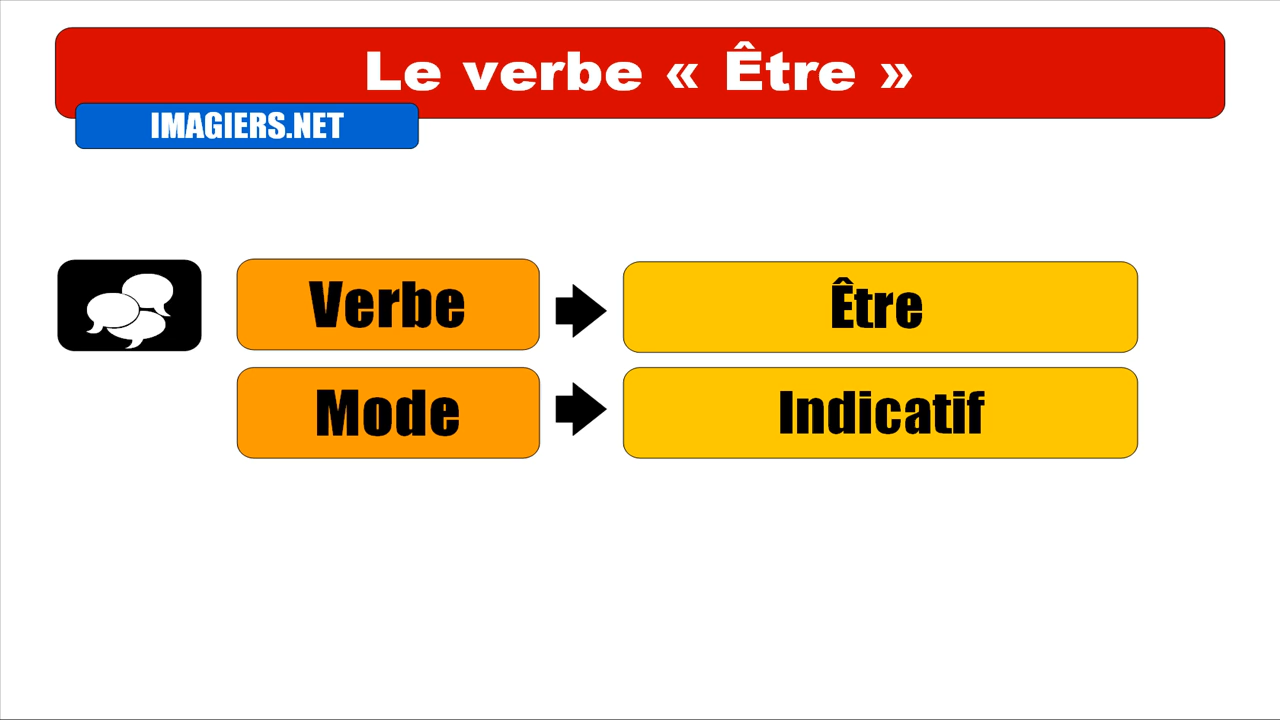 Le verbe « Être »
IMAGIERS.NET
Verbe
Être
Mode
Indicatif